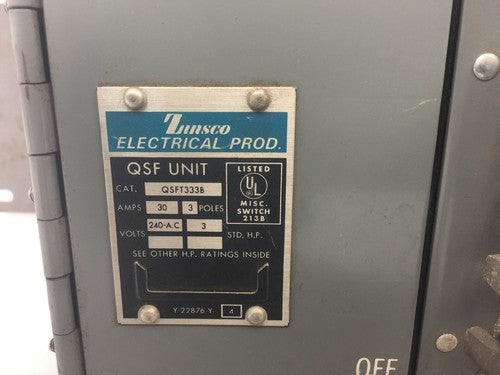 Zinsco
ELECTRICAL PROD.
QSF UNIT
CAT. QSFT333B
AMPS 30 3 POLES
VOLTS 240-A.C. 3 STD. H.P.
LISTED
UL
MISC.
SWITCH
213B
SEE OTHER H.P. RATINGS INSIDE
Y-22876-Y 4
OFF